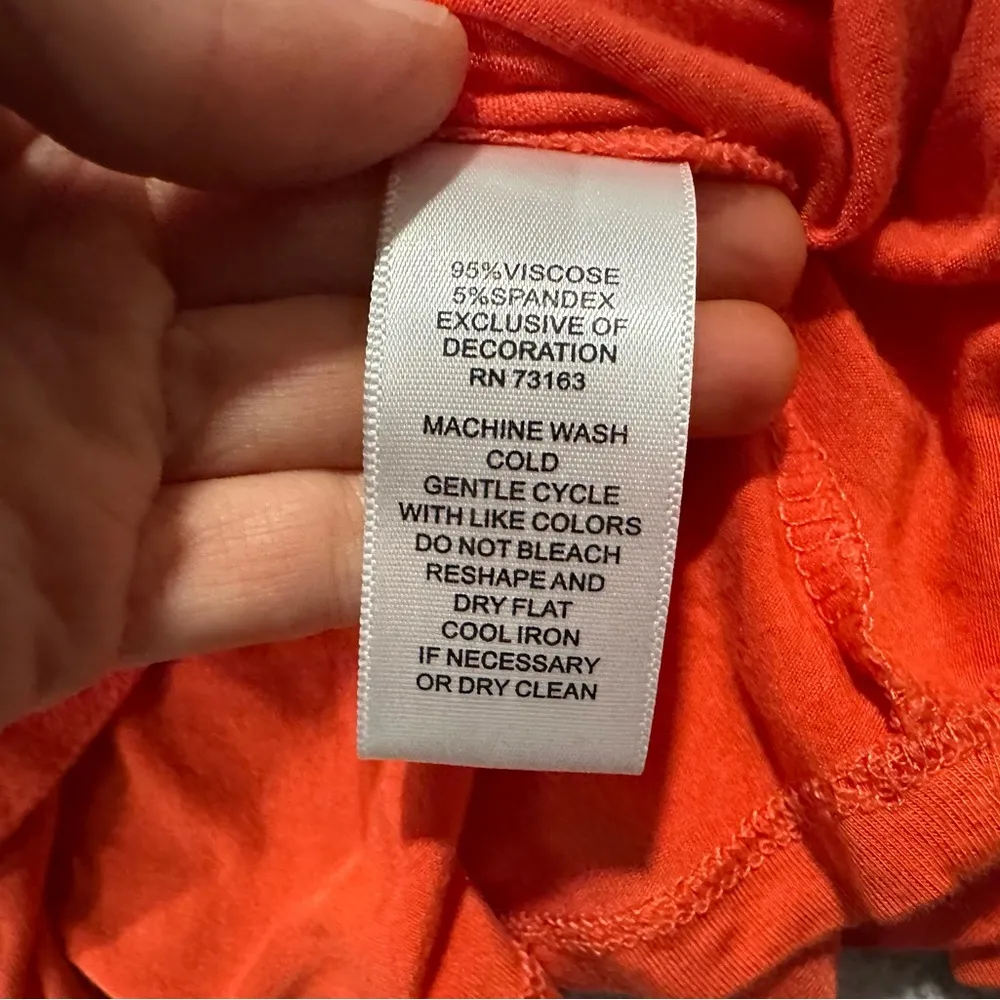 95%VISCOSE
5%SPANDEX
EXCLUSIVE OF
DECORATION
RN 73163
MACHINE WASH
COLD
GENTLE CYCLE
WITH LIKE COLORS
DO NOT BLEACH
RESHAPE AND
DRY FLAT
COOL IRON
IF NECESSARY
OR DRY CLEAN